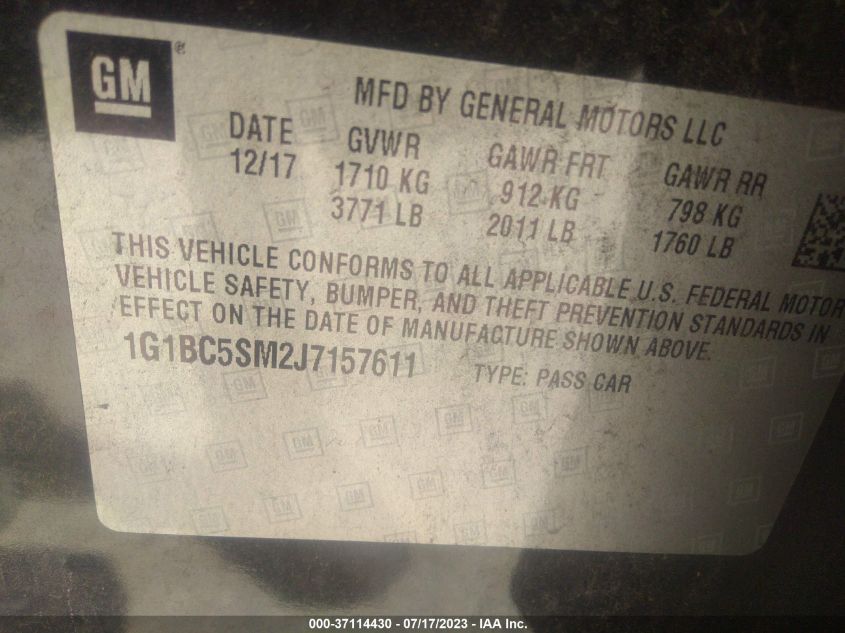 GM ®
MFD BY GENERAL MOTORS LLC
DATE GVWR GAWR FRT GAWR RR
12/17 1710 KG 912 KG 798 KG
3771 LB 2011 LB 1760 LB
THIS VEHICLE CONFORMS TO ALL APPLICABLE U.S. FEDERAL MOTOR
VEHICLE SAFETY, BUMPER, AND THEFT PREVENTION STANDARDS IN
EFFECT ON THE DATE OF MANUFACTURE SHOWN ABOVE.
1G1BC5SM2J7157611 TYPE: PASS CAR
000-37114430 - 07/17/2023 - IAA Inc.